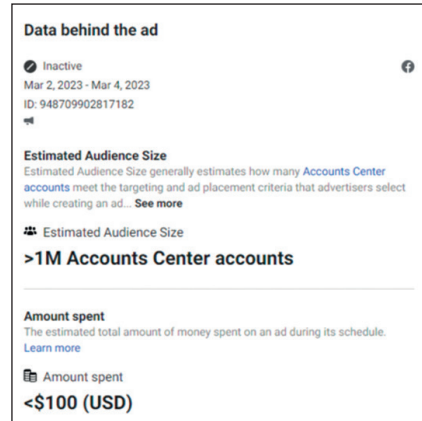 Data behind the ad
Inactive
Mar 2, 2023 - Mar 4, 2023
ID: 948709902817182
Estimated Audience Size
Estimated Audience Size generally estimates how many Accounts Center
accounts meet the targeting and ad placement criteria that advertisers select
while creating an ad... See more
Estimated Audience Size
>1M Accounts Center accounts
Amount spent
The estimated total amount of money spent on an ad during its schedule.
Learn more
Amount spent
<$100 (USD)